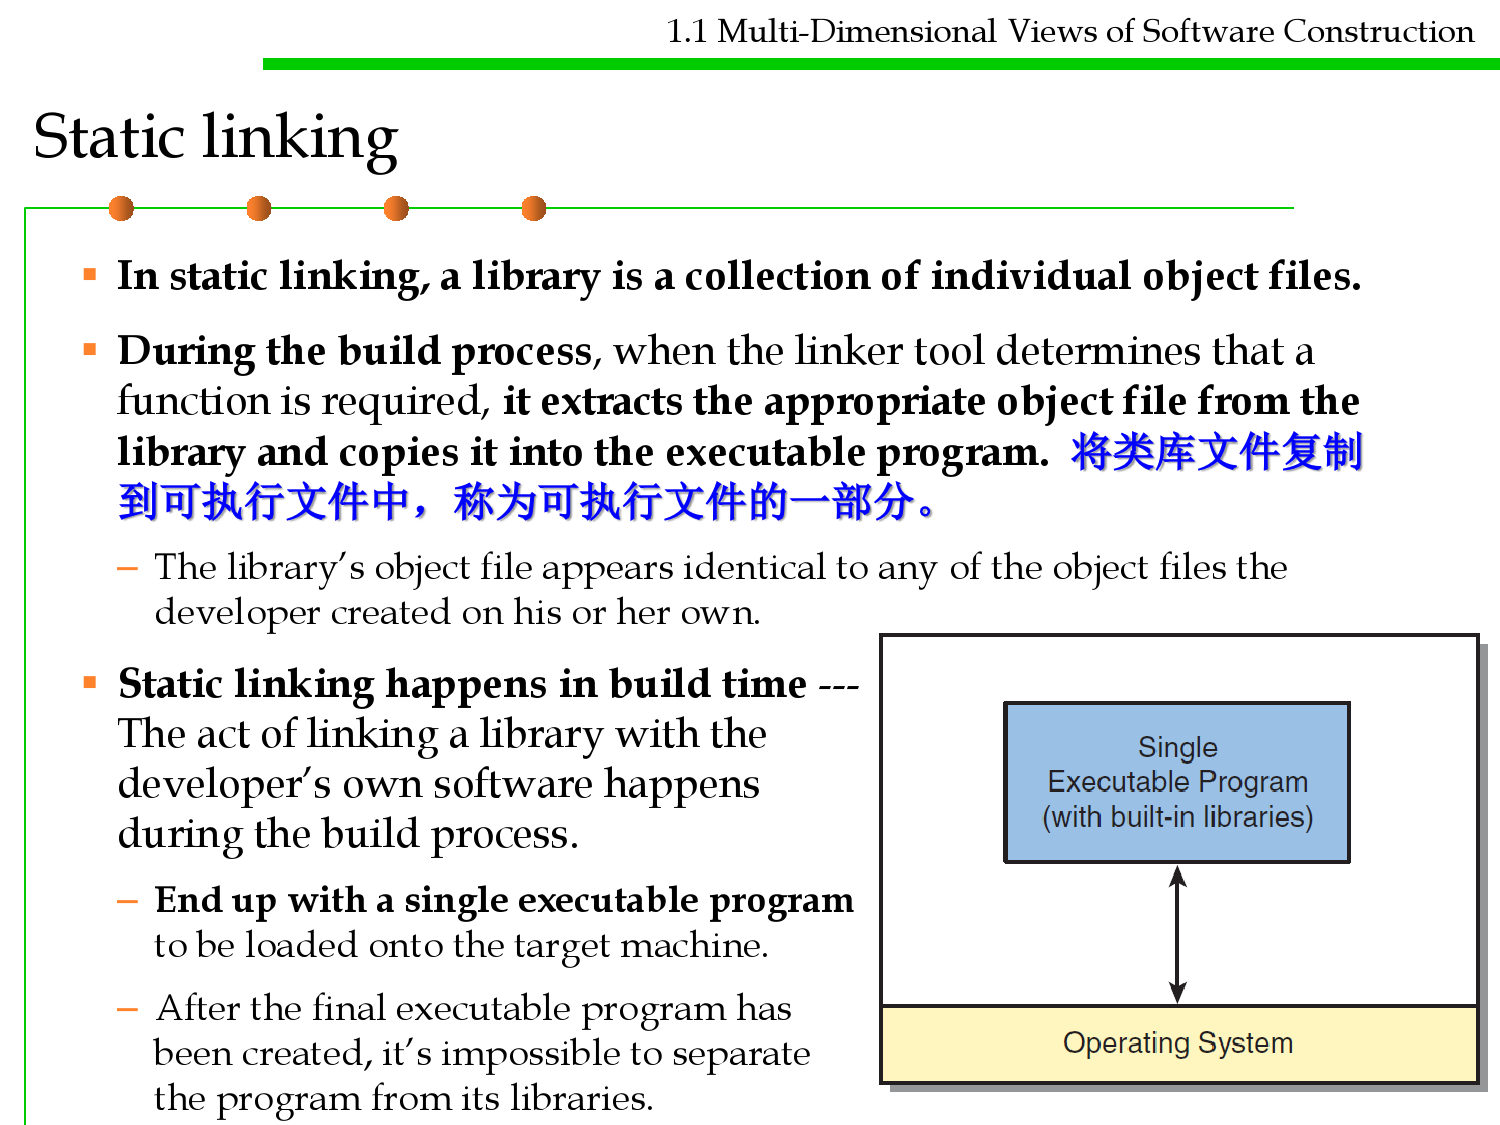 1.1 Multi-Dimensional Views of Software Construction
Static linking
▪ In static linking, a library is a collection of individual object files.
▪ During the build process, when the linker tool determines that a
function is required, it extracts the appropriate object file from the
library and copies it into the executable program. 将类库文件复制
到可执行文件中，称为可执行文件的一部分。
– The library’s object file appears identical to any of the object files the
developer created on his or her own.
▪ Static linking happens in build time ---
The act of linking a library with the
developer’s own software happens
during the build process.
– End up with a single executable program
to be loaded onto the target machine.
– After the final executable program has
been created, it’s impossible to separate
the program from its libraries.
Single
Executable Program
(with built-in libraries)
Operating System